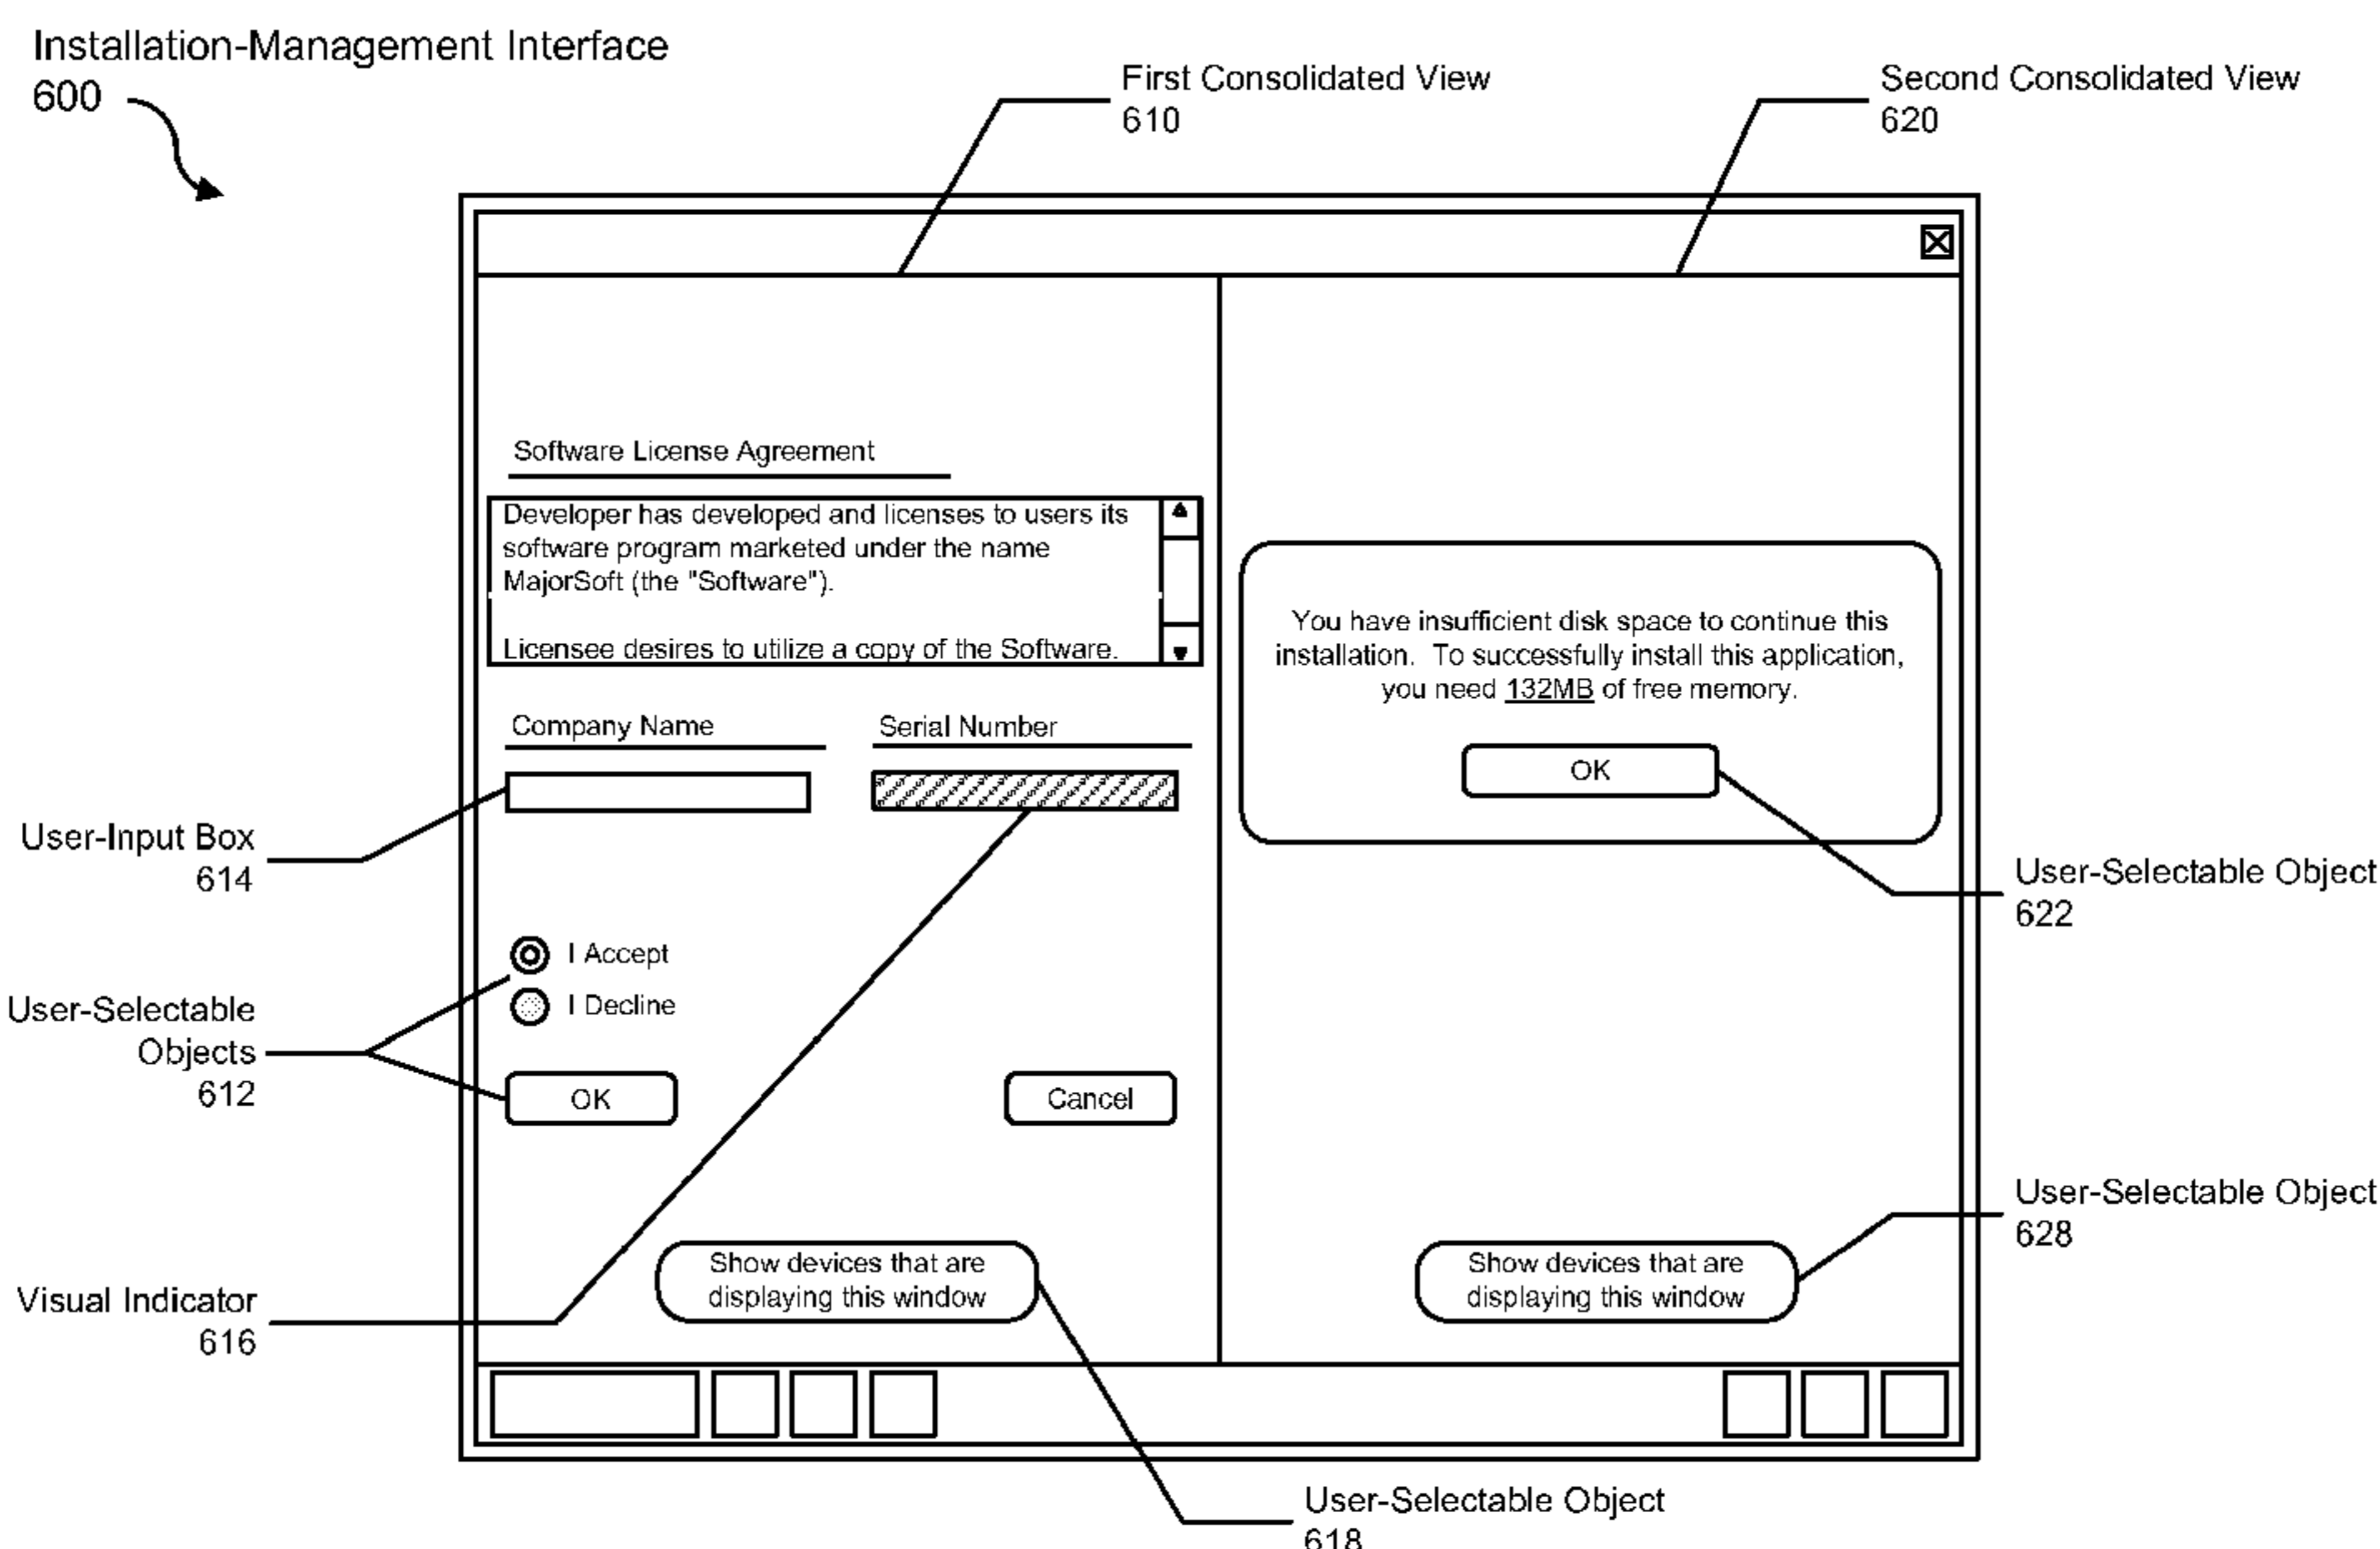 Installation-Management Interface
600
First Consolidated View
610
Second Consolidated View
620
Software License Agreement
Developer has developed and licenses to users its
software program marketed under the name
MajorSoft (the "Software").
Licensee desires to utilize a copy of the Software.
Company Name
Serial Number
I Accept
I Decline
OK
Cancel
Show devices that are
displaying this window
You have insufficient disk space to continue this
installation.  To successfully install this application,
you need 132MB of free memory.
OK
Show devices that are
displaying this window
User-Input Box
614
User-Selectable
Objects
612
Visual Indicator
616
User-Selectable Object
622
User-Selectable Object
628
User-Selectable Object
618